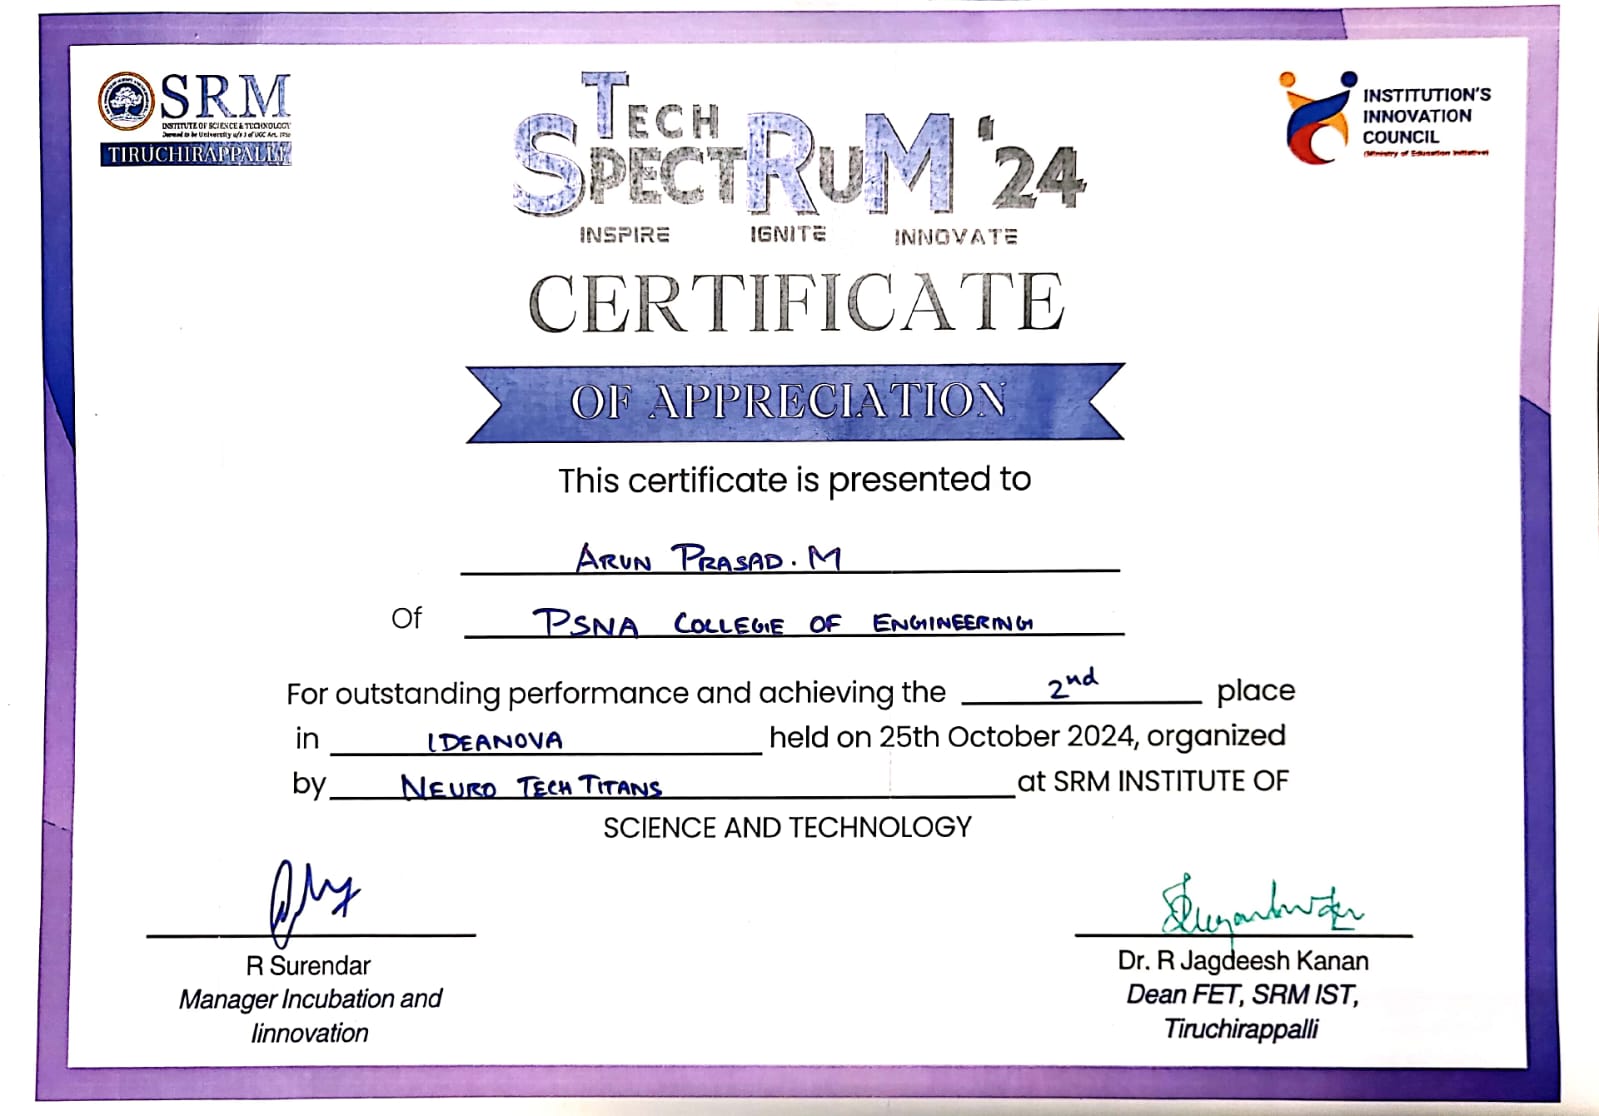 SRM
INSTITUTE OF SCIENCE & TECHNOLOGY
Deemed to be University u/s 3 of UGC Act, 1956
TIRUCHIRAPPALLI
TECH
SPECTRUM '24
INSPIRE IGNITE INNOVATE
INSTITUTION'S
INNOVATION
COUNCIL
(Ministry of Education Initiative)
CERTIFICATE
OF APPRECIATION
This certificate is presented to
ARUN PRASAD. M
Of PSNA COLLEGE OF ENGINEERING
For outstanding performance and achieving the 2nd place
in IDEANOVA held on 25th October 2024, organized
by NEURO TECH TITANS at SRM INSTITUTE OF
SCIENCE AND TECHNOLOGY
R Surendar
Manager Incubation and
Iinnovation
Dr. R Jagdeesh Kanan
Dean FET, SRM IST,
Tiruchirappalli